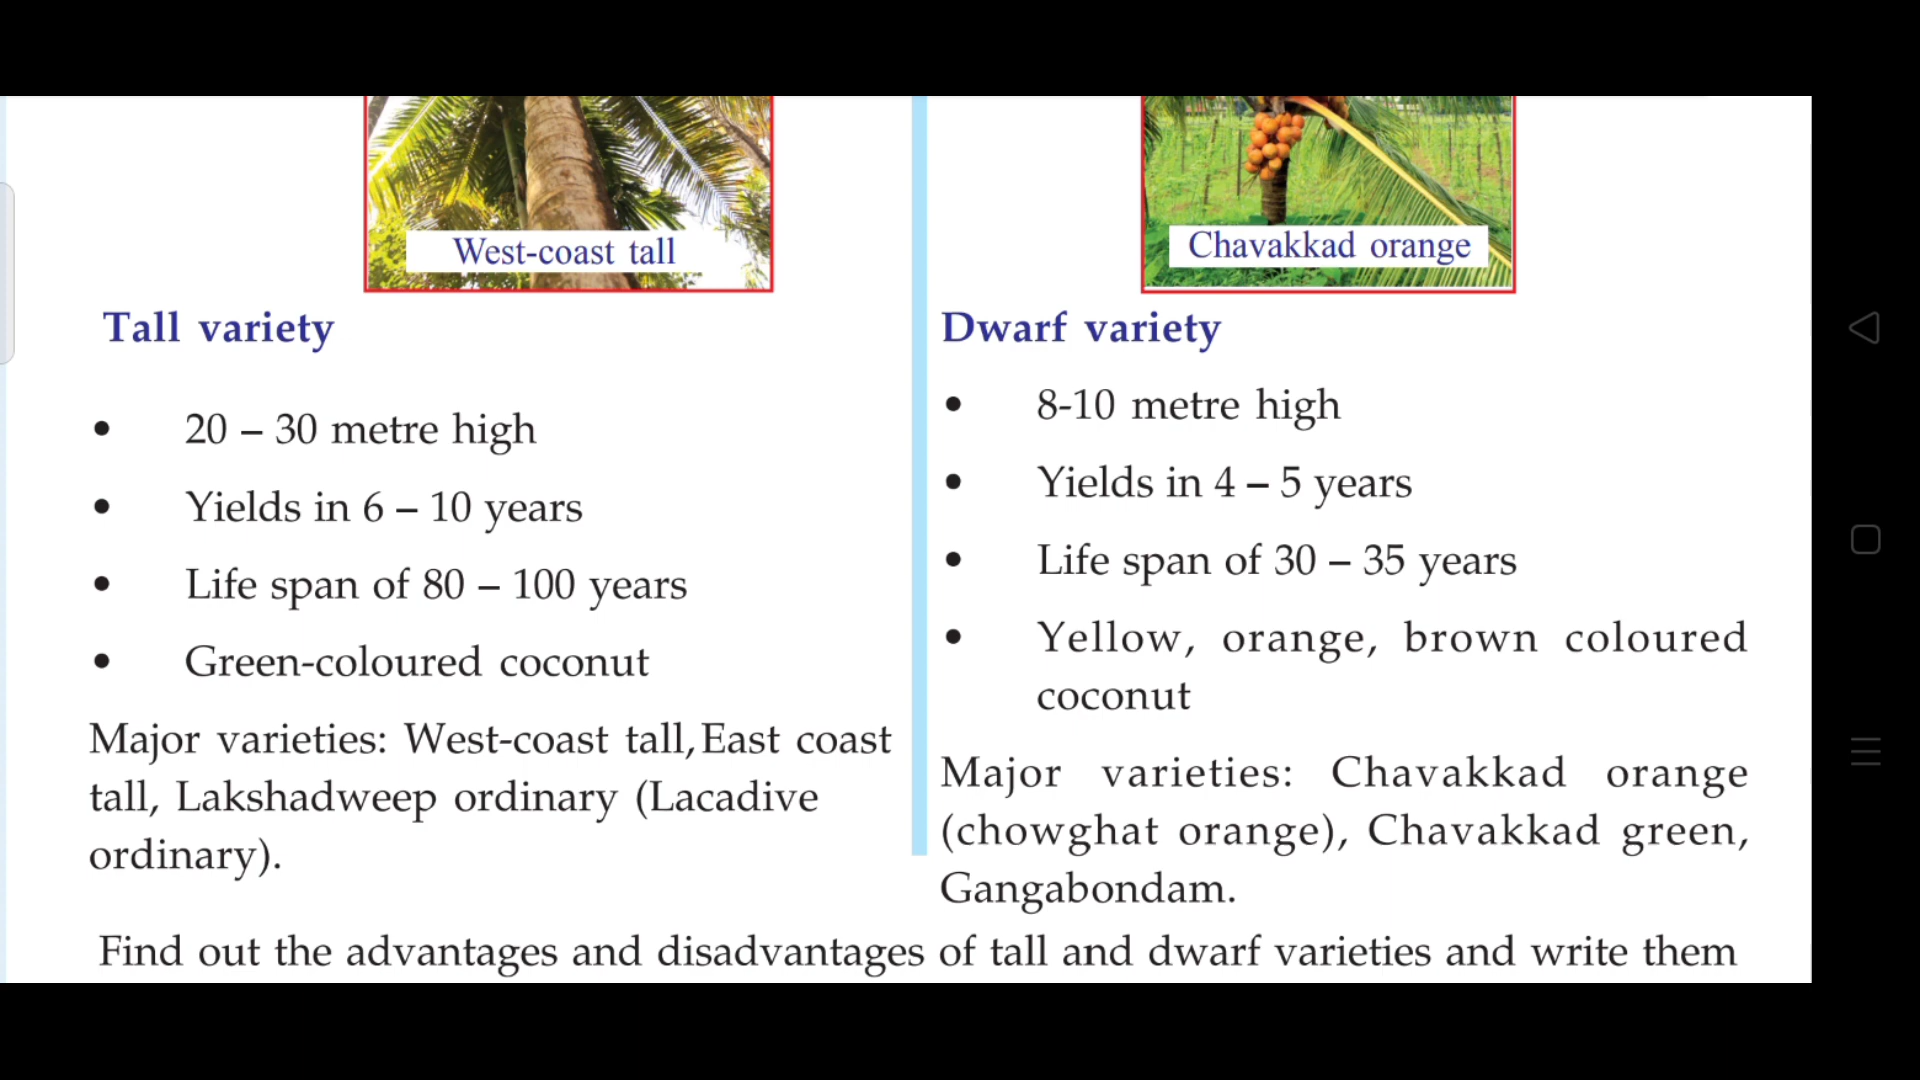 West-coast tall
Tall variety
• 20 – 30 metre high
• Yields in 6 – 10 years
• Life span of 80 – 100 years
• Green-coloured coconut
Major varieties: West-coast tall, East coast
tall, Lakshadweep ordinary (Lacadive
ordinary).
Chavakkad orange
Dwarf variety
• 8-10 metre high
• Yields in 4 – 5 years
• Life span of 30 – 35 years
• Yellow, orange, brown coloured
coconut
Major varieties: Chavakkad orange
(chowghat orange), Chavakkad green,
Gangabondam.
Find out the advantages and disadvantages of tall and dwarf varieties and write them